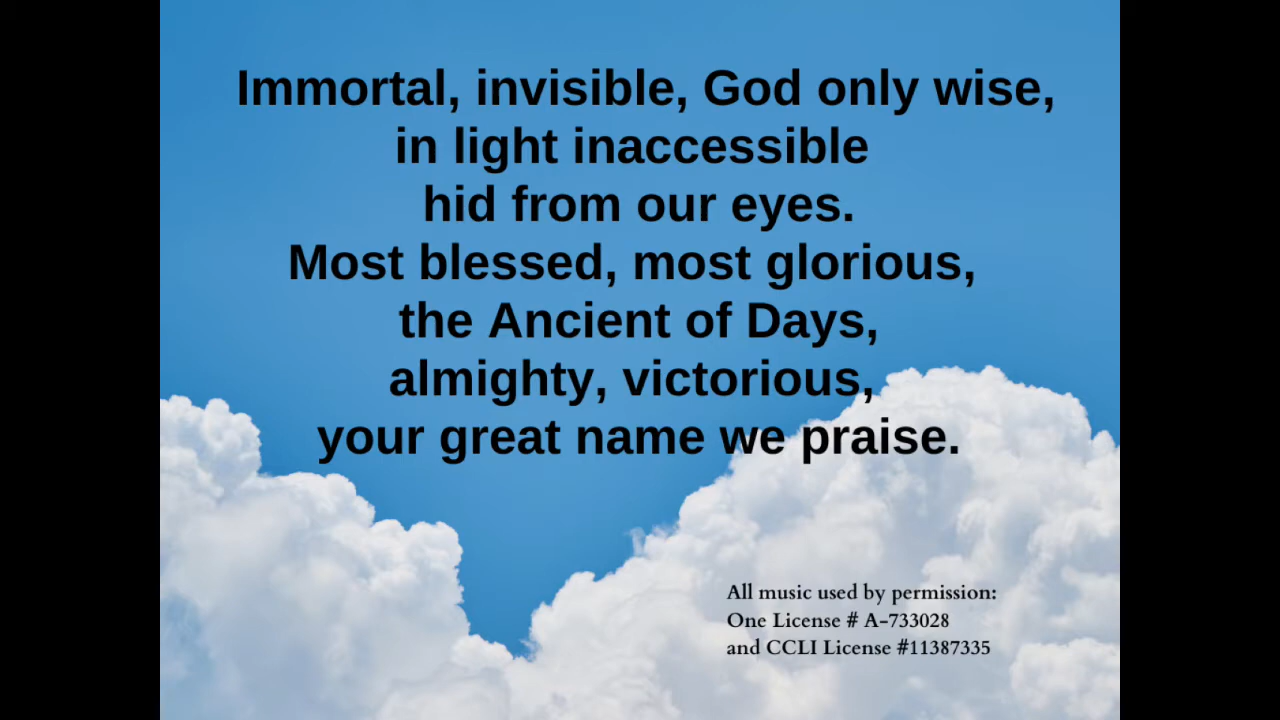 Immortal, invisible, God only wise,
in light inaccessible
hid from our eyes.
Most blessed, most glorious,
the Ancient of Days,
almighty, victorious,
your great name we praise.
All music used by permission:
One License # A-733028
and CCLI License #11387335